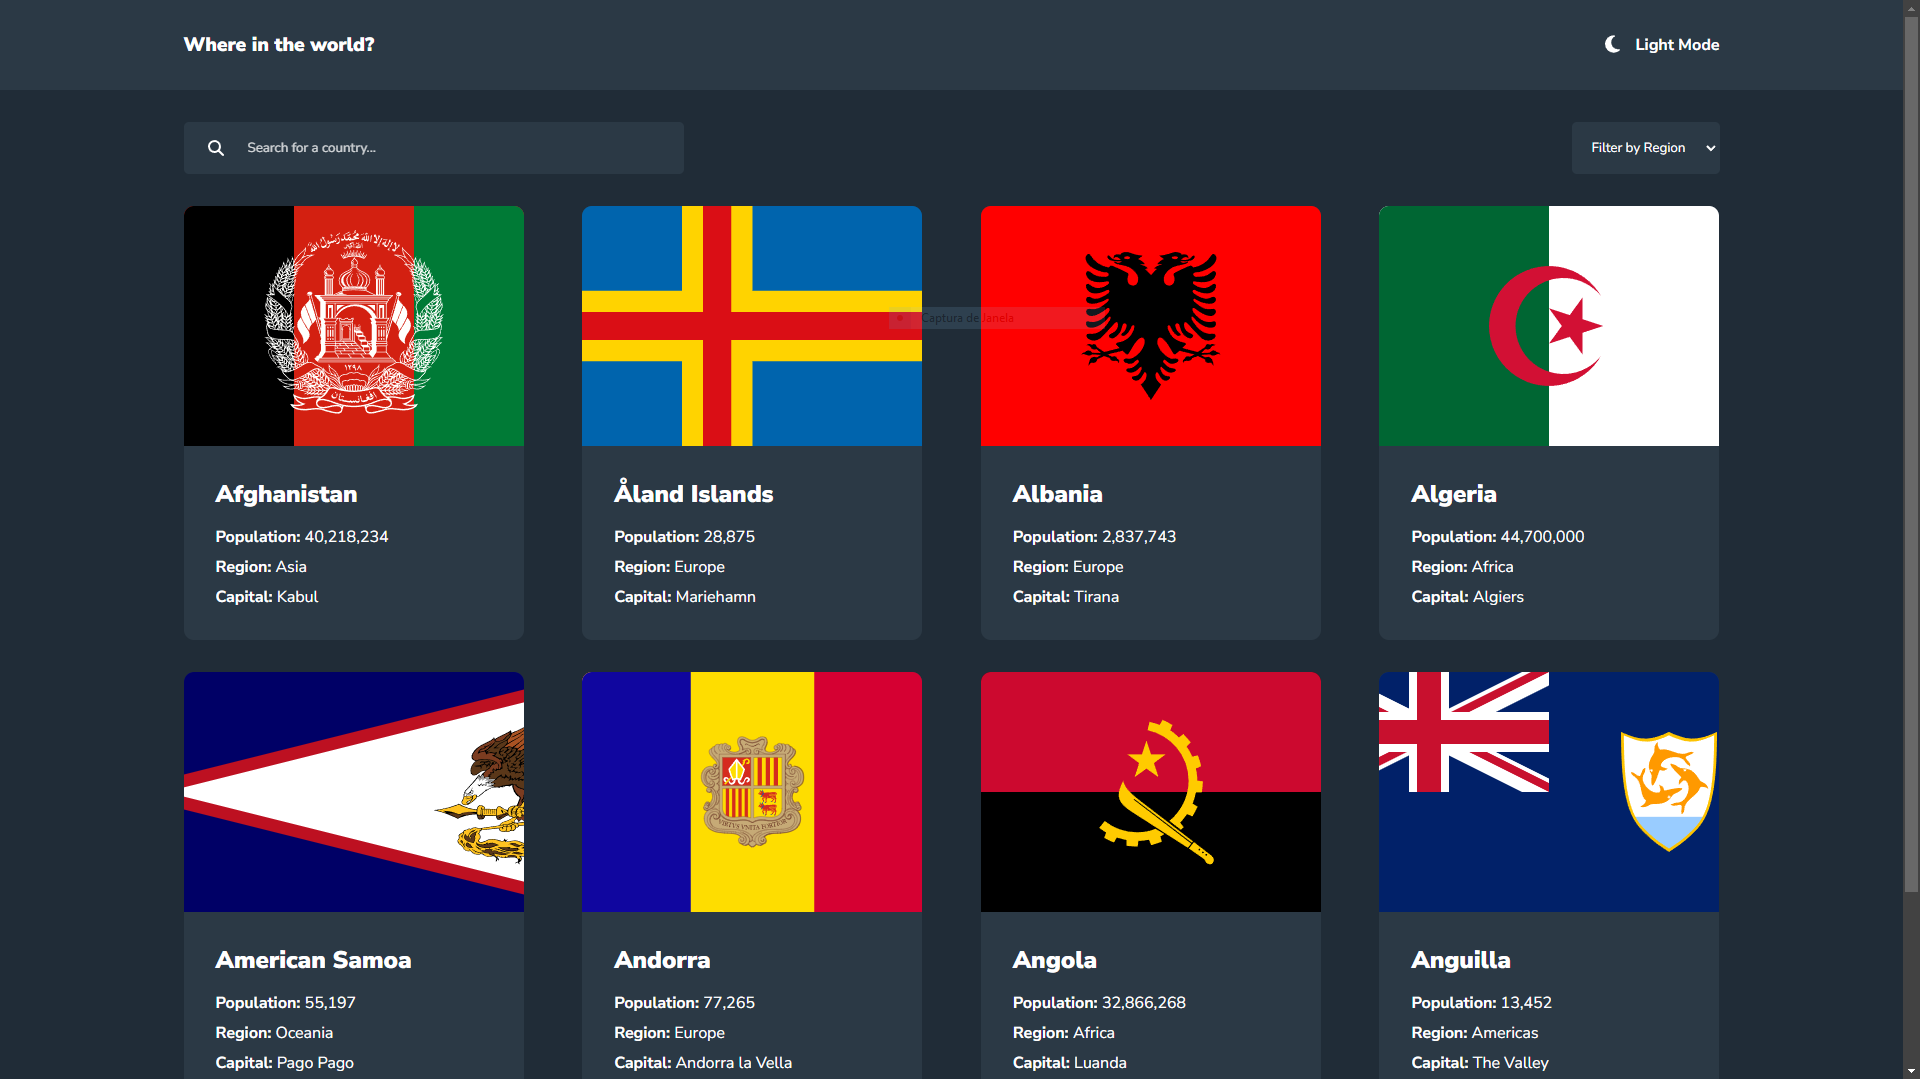 Where in the world?
Light Mode
Search for a country...
Filter by Region
Captura de Janela
Afghanistan
Population: 40,218,234
Region: Asia
Capital: Kabul
Åland Islands
Population: 28,875
Region: Europe
Capital: Mariehamn
Albania
Population: 2,837,743
Region: Europe
Capital: Tirana
Algeria
Population: 44,700,000
Region: Africa
Capital: Algiers
VIRTVS VNITA FORTIOR
American Samoa
Population: 55,197
Region: Oceania
Capital: Pago Pago
Andorra
Population: 77,265
Region: Europe
Capital: Andorra la Vella
Angola
Population: 32,866,268
Region: Africa
Capital: Luanda
Anguilla
Population: 13,452
Region: Americas
Capital: The Valley